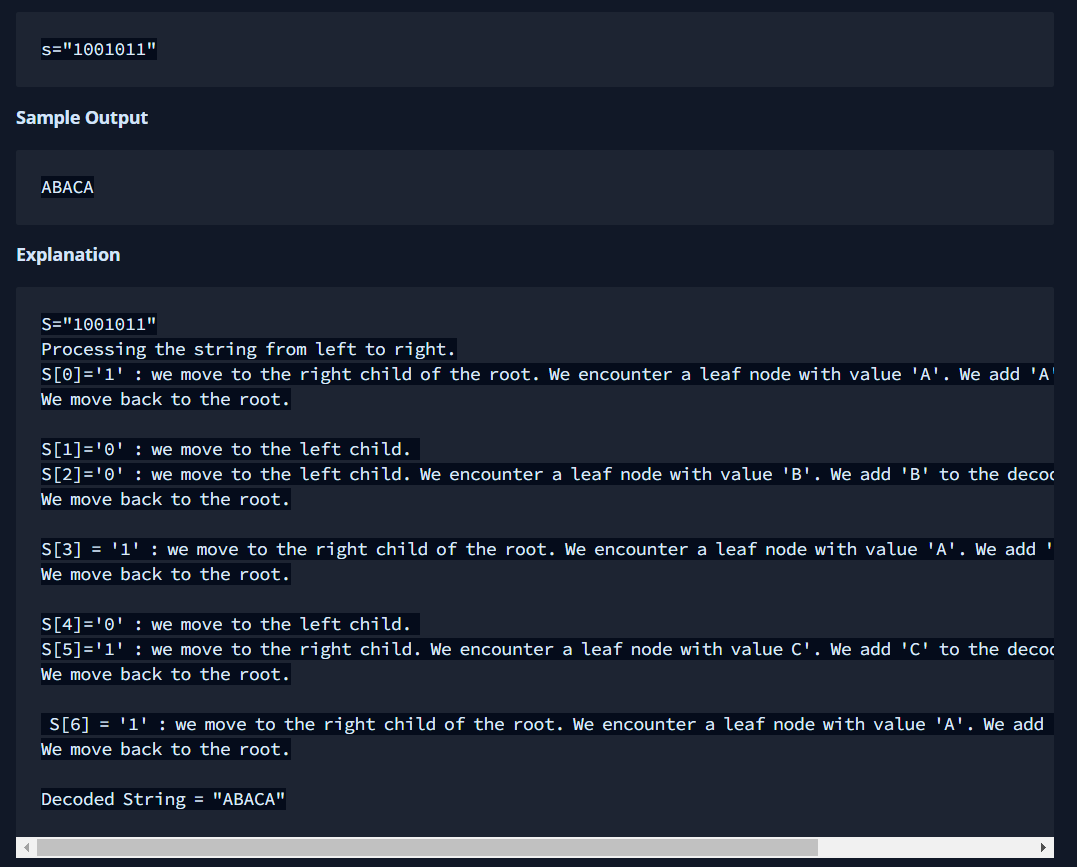 s="1001011"
Sample Output
ABACA
Explanation
S="1001011"
Processing the string from left to right.
S[0]='1' : we move to the right child of the root. We encounter a leaf node with value 'A'. We add 'A'
We move back to the root.
S[1]='0' : we move to the left child.
S[2]='0' : we move to the left child. We encounter a leaf node with value 'B'. We add 'B' to the
We move back to the root.
S[3] = '1' : we move to the right child of the root. We encounter a leaf node with value 'A'. We add '
We move back to the root.
S[4]='0' : we move to the left child.
S[5]='1' : we move to the right child. We encounter a leaf node with value C'. We add 'C' to the
We move back to the root.
S[6] = '1' : we move to the right child of the root. We encounter a leaf node with value 'A'. We add
We move back to the root.
Decoded String = "ABACA"